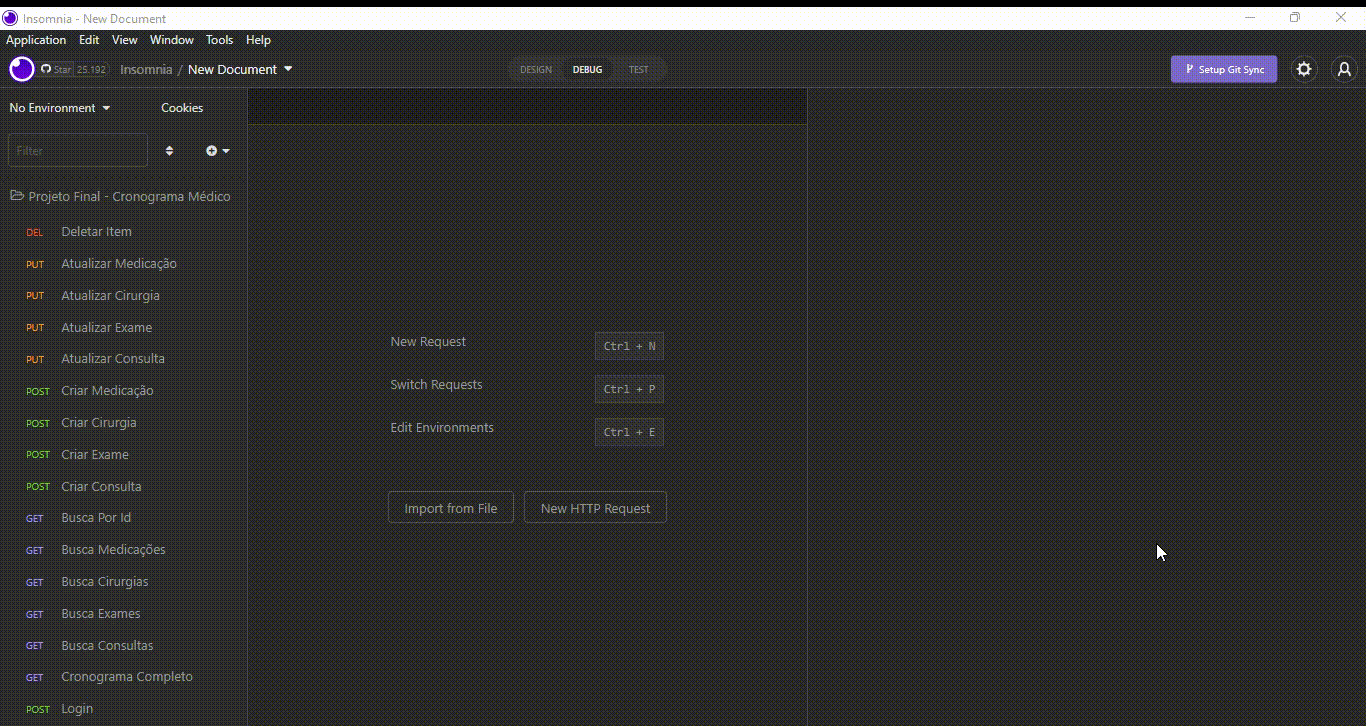 Insomnia - New Document
Application Edit View Window Tools Help
Star 25.192 Insomnia / New Document DESIGN DEBUG TEST Setup Git Sync
No Environment Cookies
Filter
Projeto Final - Cronograma Médico
DEL Deletar Item
PUT Atualizar Medicação
PUT Atualizar Cirurgia
PUT Atualizar Exame
PUT Atualizar Consulta
POST Criar Medicação
POST Criar Cirurgia
POST Criar Exame
POST Criar Consulta
GET Busca Por Id
GET Busca Medicações
GET Busca Cirurgias
GET Busca Exames
GET Busca Consultas
GET Cronograma Completo
POST Login
New Request Ctrl + N
Switch Requests Ctrl + P
Edit Environments Ctrl + E
Import from File New HTTP Request